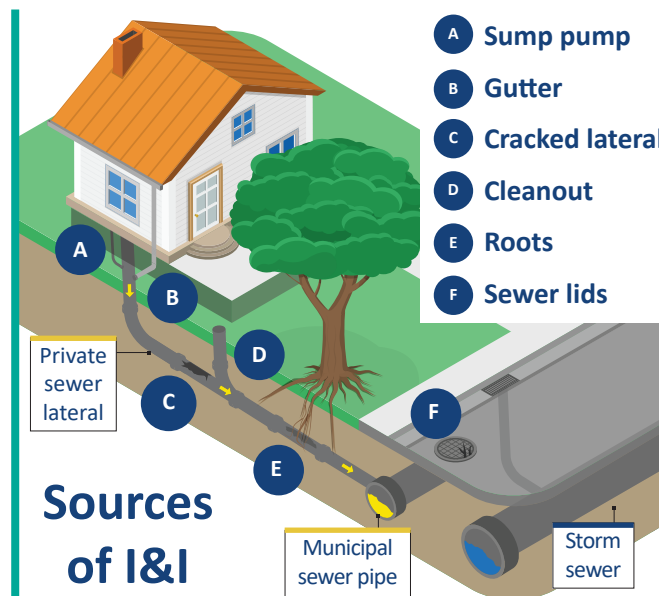 A Sump pump
B Gutter
C Cracked lateral
D Cleanout
E Roots
F Sewer lids
A
B
Private
sewer
lateral
D
C
F
E
Sources
of I&I
Municipal
sewer pipe
Storm
sewer